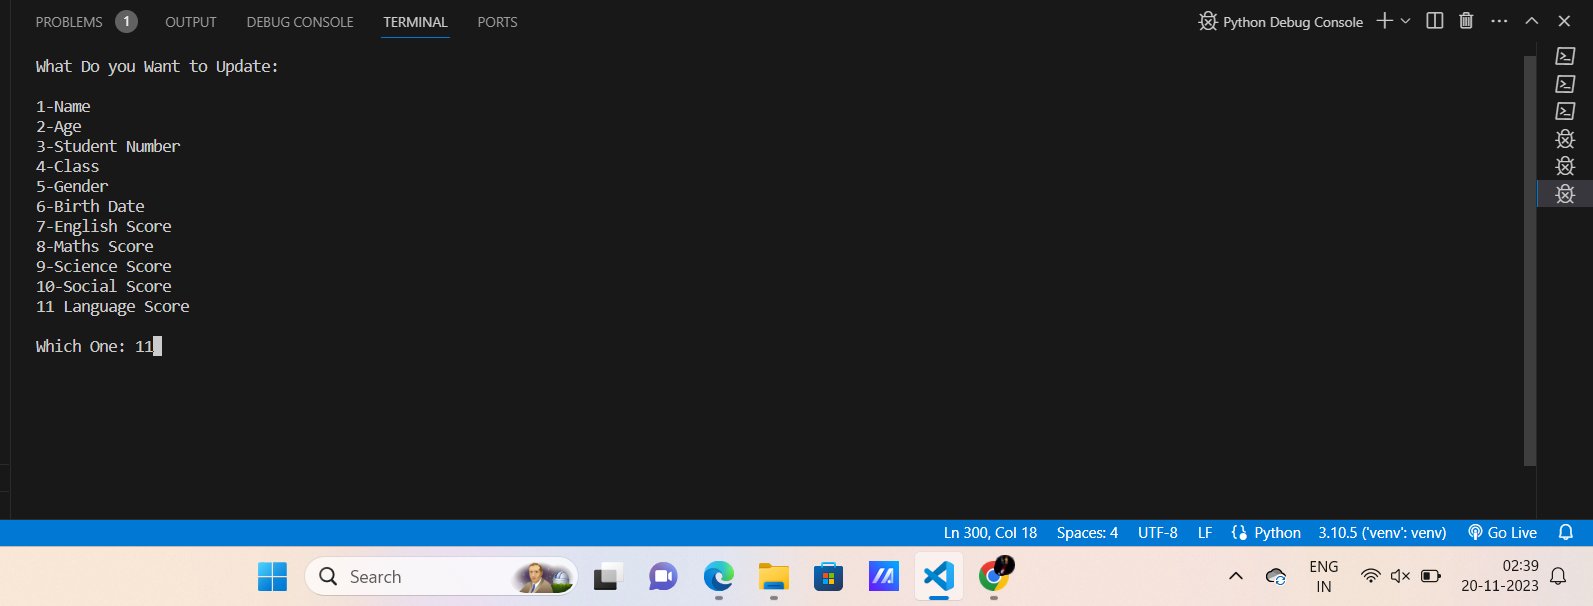 PROBLEMS 1 OUTPUT DEBUG CONSOLE TERMINAL PORTS Python Debug Console
What Do you Want to Update:
1-Name
2-Age
3-Student Number
4-Class
5-Gender
6-Birth Date
7-English Score
8-Maths Score
9-Science Score
10-Social Score
11 Language Score
Which One: 11
Ln 300, Col 18 Spaces: 4 UTF-8 LF Python 3.10.5 ('venv': venv) Go Live
Search
ENG
IN
02:39
20-11-2023